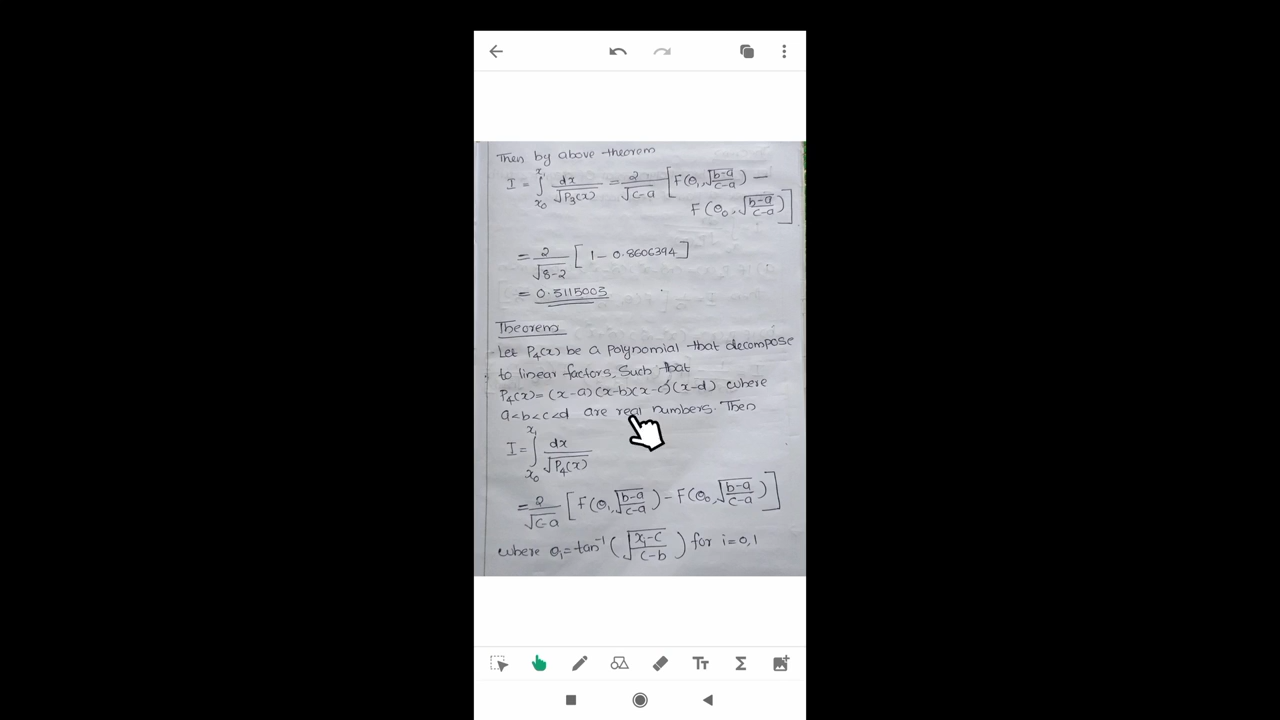 Then by above theorem
I = ∫_{x₀}^{x₁} dx/√P₃(x) = 2/√c-a [F(θ₁, √(b-a)/(c-a)) -
F(θ₀, √(b-a)/(c-a))]
= 2/√8-2 [1 - 0.8606394]
= 0.5115003
Theorem
Let P₄(x) be a polynomial that decompose
to linear factors, Such that
P₄(x) = (x-a)(x-b)(x-c)(x-d) where
a<b<c<d are real numbers. Then
I = ∫_{x₀}^{x₁} dx/√P₄(x)
= 2/√c-a [F(θ₁, √(b-a)/(c-a)) - F(θ₀, √(b-a)/(c-a))]
where θᵢ = tan⁻¹(√(xᵢ-c)/(c-b)) for i=0,1
Tт
Σ